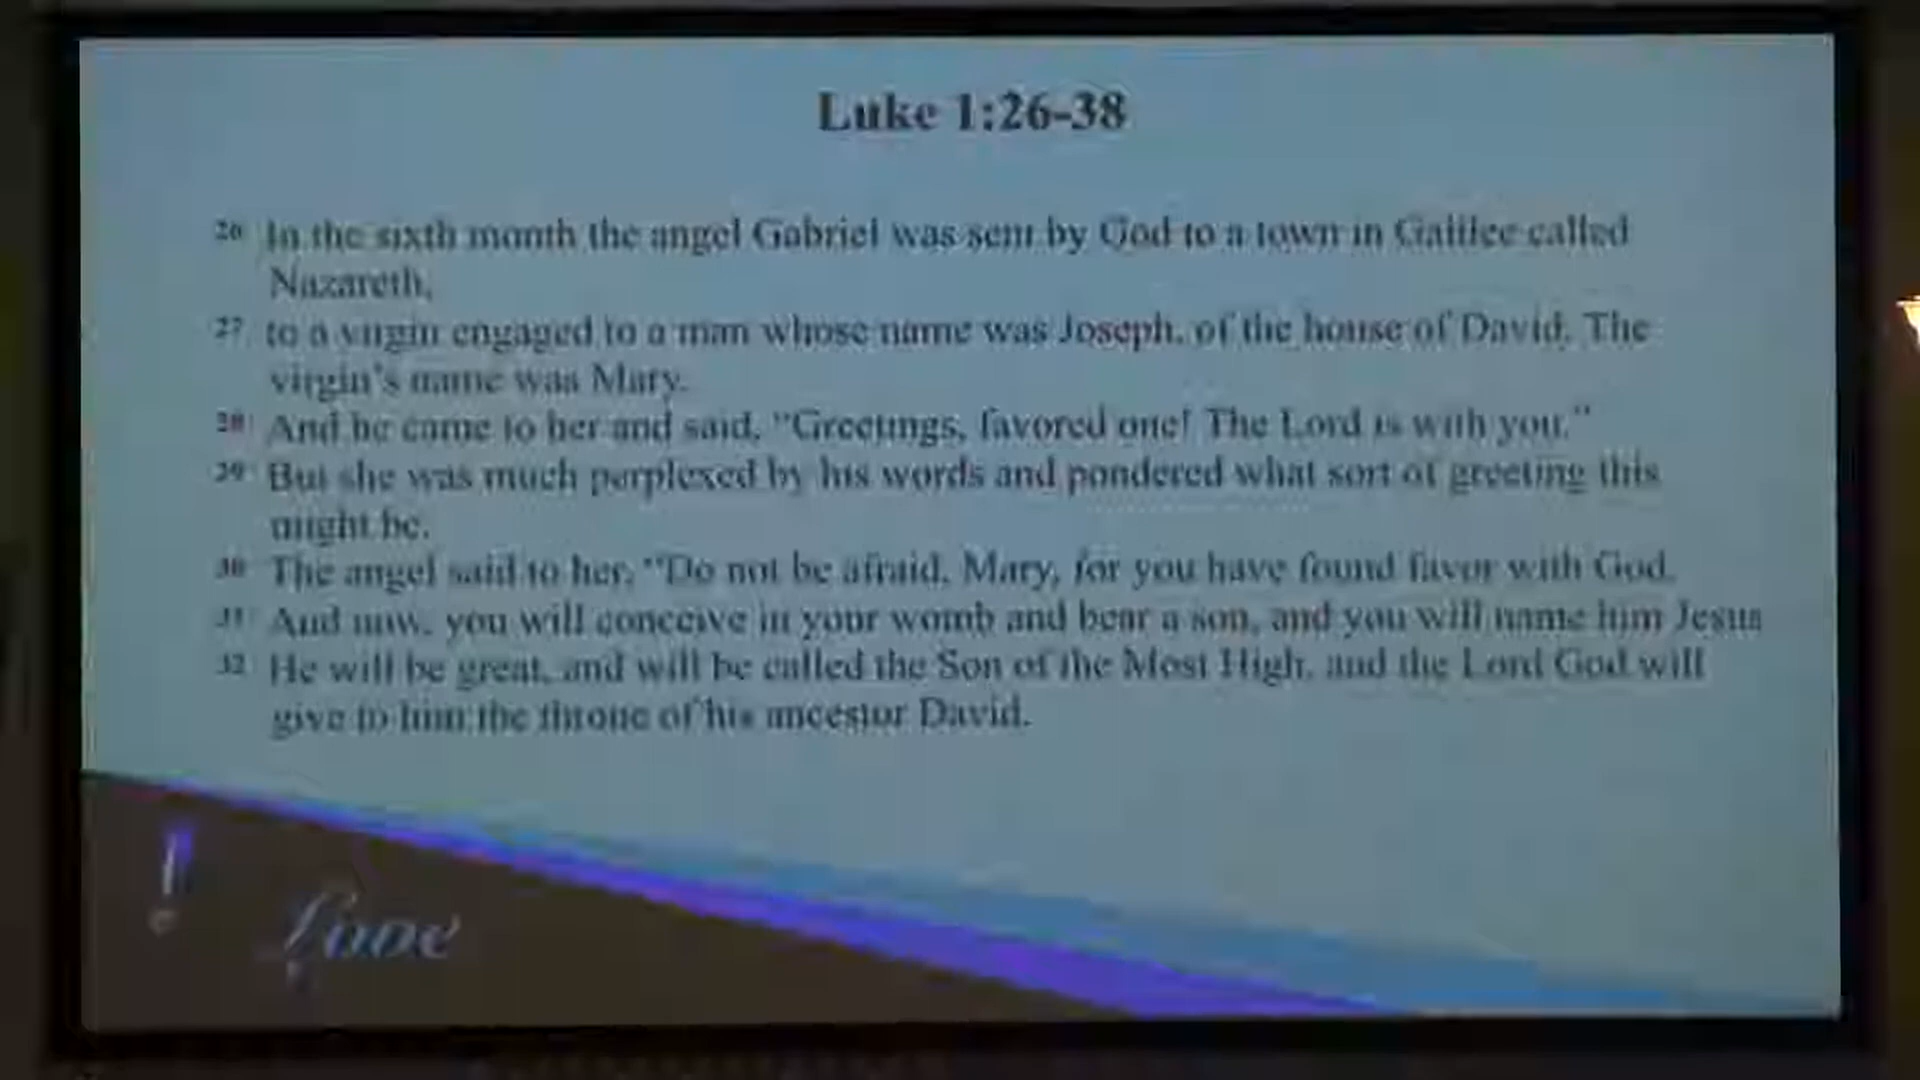 Luke 1:26-38
26 In the sixth month the angel Gabriel was sent by God to a town in Galilee called
Nazareth,
27 to a virgin engaged to a man whose name was Joseph, of the house of David. The
virgin's name was Mary.
28 And he came to her and said, "Greetings, favored one! The Lord is with you."
29 But she was much perplexed by his words and pondered what sort of greeting this
might be.
30 The angel said to her, "Do not be afraid, Mary, for you have found favor with God.
31 And now, you will conceive in your womb and bear a son, and you will name him Jesus
32 He will be great, and will be called the Son of the Most High, and the Lord God will
give to him the throne of his ancestor David.
Love